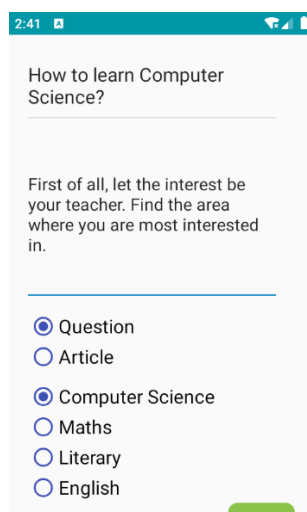 2:41
How to learn Computer
Science?
First of all, let the interest be
your teacher. Find the area
where you are most interested
in.
Question
Article
Computer Science
Maths
Literary
English